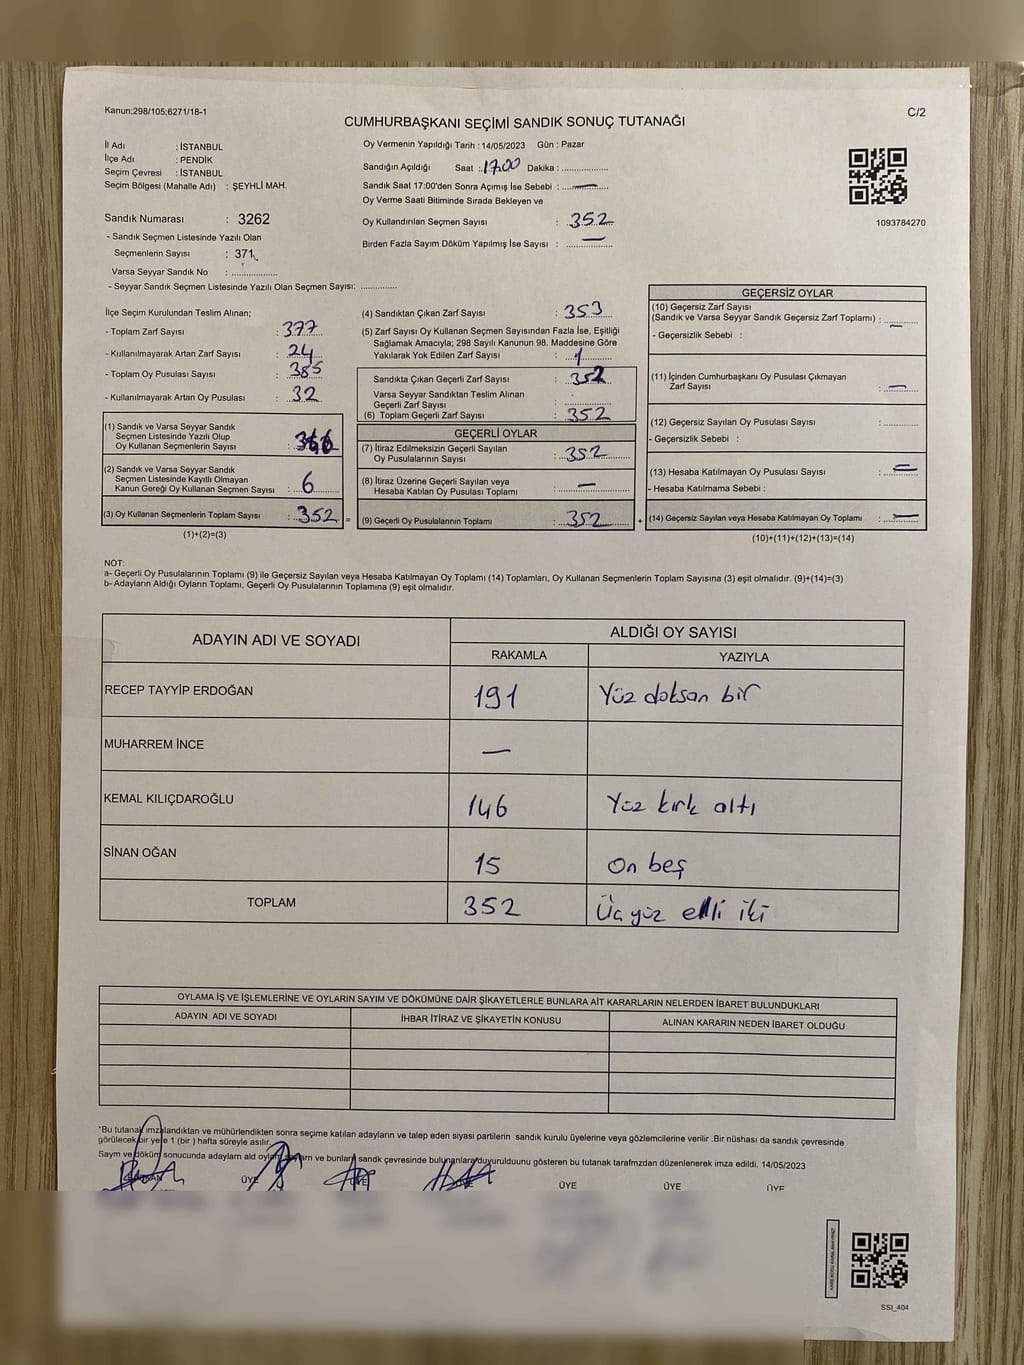 Kanun;298/105;6271/18-1
C/2
CUMHURBAŞKANI SEÇİMİ SANDIK SONUÇ TUTANAĞI
İl Adı : İSTANBUL
İlçe Adı : PENDİK
Seçim Çevresi : İSTANBUL
Seçim Bölgesi (Mahalle Adı) : ŞEYHLİ MAH.
Sandık Numarası : 3262
- Sandık Seçmen Listesinde Yazılı Olan
Seçmenlerin Sayısı : 371
Varsa Seyyar Sandık No : ..............
- Seyyar Sandık Seçmen Listesinde Yazılı Olan Seçmen Sayısı: ............
Oy Vermenin Yapıldığı Tarih : 14/05/2023 Gün : Pazar
Sandığın Açıldığı Saat : 17.00 Dakika : ..............
Sandık Saat 17:00'den Sonra Açımış İse Sebebi : —
Oy Verme Saati Bitiminde Sırada Bekleyen ve
Oy Kullandırılan Seçmen Sayısı : 352
Birden Fazla Sayım Döküm Yapılmış İse Sayısı : —
1093784270
İlçe Seçim Kurulundan Teslim Alınan;
- Toplam Zarf Sayısı : 377
- Kullanılmayarak Artan Zarf Sayısı : 24
- Toplam Oy Pusulası Sayısı : 385
- Kullanılmayarak Artan Oy Pusulası : 32
(1) Sandık ve Varsa Seyyar Sandık
Seçmen Listesinde Yazılı Olup
Oy Kullanan Seçmenlerin Sayısı :
(2) Sandık ve Varsa Seyyar Sandık
Seçmen Listesinde Kayıtlı Olmayan
Kanun Gereği Oy Kullanan Seçmen Sayısı : 6
(3) Oy Kullanan Seçmenlerin Toplam Sayısı : 352 =
(1)+(2)=(3)
(4) Sandıktan Çıkan Zarf Sayısı : 353
(5) Zarf Sayısı Oy Kullanan Seçmen Sayısından Fazla İse, Eşitliği
Sağlamak Amacıyla; 298 Sayılı Kanunun 98. Maddesine Göre
Yakılarak Yok Edilen Zarf Sayısı : 1
Sandıkta Çıkan Geçerli Zarf Sayısı : 352
Varsa Seyyar Sandıktan Teslim Alınan
Geçerli Zarf Sayısı :
(6) Toplam Geçerli Zarf Sayısı : 352
GEÇERLİ OYLAR
(7) İtiraz Edilmeksizin Geçerli Sayılan
Oy Pusulalarının Sayısı : 352
(8) İtiraz Üzerine Geçerli Sayılan veya
Hesaba Katılan Oy Pusulası Toplamı : —
(9) Geçerli Oy Pusulalarının Toplamı : 352 +
GEÇERSİZ OYLAR
(10) Geçersiz Zarf Sayısı
(Sandık ve Varsa Seyyar Sandık Geçersiz Zarf Toplamı) : —
- Geçersizlik Sebebi :
(11) İçinden Cumhurbaşkanı Oy Pusulası Çıkmayan
Zarf Sayısı : —
(12) Geçersiz Sayılan Oy Pusulası Sayısı : ............
- Geçersizlik Sebebi :
(13) Hesaba Katılmayan Oy Pusulası Sayısı : —
- Hesaba Katılmama Sebebi :
(14) Geçersiz Sayılan veya Hesaba Katılmayan Oy Toplamı : —
(10)+(11)+(12)+(13)=(14)
NOT:
a- Geçerli Oy Pusulalarının Toplamı (9) ile Geçersiz Sayılan veya Hesaba Katılmayan Oy Toplamı (14) Toplamları, Oy Kullanan Seçmenlerin Toplam Sayısına (3) eşit olmalıdır. (9)+(14)=(3)
b- Adayların Aldığı Oyların Toplamı, Geçerli Oy Pusulalarının Toplamına (9) eşit olmalıdır.
ADAYIN ADI VE SOYADI
ALDIĞI OY SAYISI
RAKAMLA YAZIYLA
RECEP TAYYİP ERDOĞAN 191 Yüz doksan bir
MUHARREM İNCE —
KEMAL KILIÇDAROĞLU 146 Yüz kırk altı
SİNAN OĞAN 15 On beş
TOPLAM 352 Üç yüz elli iki
OYLAMA İŞ VE İŞLEMLERİNE VE OYLARIN SAYIM VE DÖKÜMÜNE DAİR ŞİKAYETLERLE BUNLARA AİT KARARLARIN NELERDEN İBARET BULUNDUKLARI
ADAYIN ADI VE SOYADI İHBAR İTİRAZ VE ŞİKAYETİN KONUSU ALINAN KARARIN NEDEN İBARET OLDUĞU
*Bu tutanak imzalandıktan ve mühürlendikten sonra seçime katılan adayların ve talep eden siyasi partilerin sandık kurulu üyelerine veya gözlemcilerine verilir .Bir nüshası da sandık çevresinde
görülecek bir yere 1 (bir ) hafta süreyle asılır.
Sayım ve döküm sonucunda adayların ald sandk çevresinde gösteren bu tutanak tarafmzdan düzenlenerek imza edildi. 14/05/2023
ÜYE ÜYE ÜYE ÜYE ÜYE
SSI_404